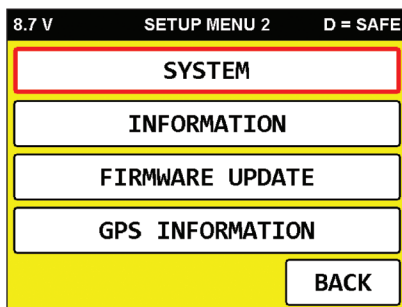 8.7 V SETUP MENU 2 D = SAFE
SYSTEM
INFORMATION
FIRMWARE UPDATE
GPS INFORMATION
BACK